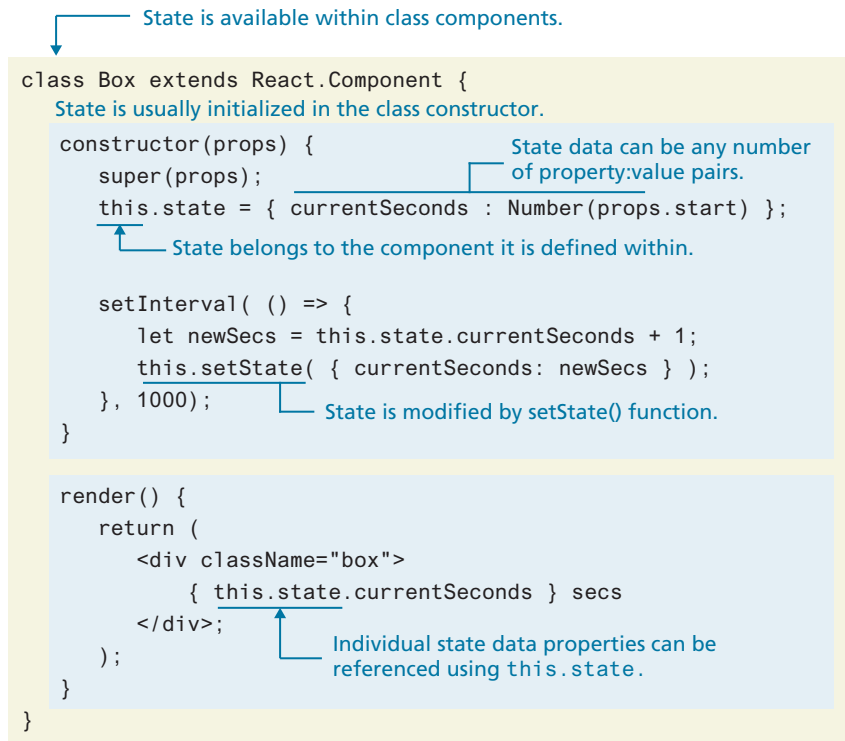 State is available within class components.
class Box extends React.Component {
State is usually initialized in the class constructor.
constructor(props) {
State data can be any number
of property:value pairs.
super(props);
this.state = { currentSeconds : Number(props.start) };
State belongs to the component it is defined within.
setInterval( () => {
let newSecs = this.state.currentSeconds + 1;
this.setState( { currentSeconds: newSecs } );
}, 1000);
State is modified by setState() function.
}
render() {
return (
<div className="box">
{ this.state.currentSeconds } secs
</div>;
Individual state data properties can be
referenced using this.state.
);
}
}